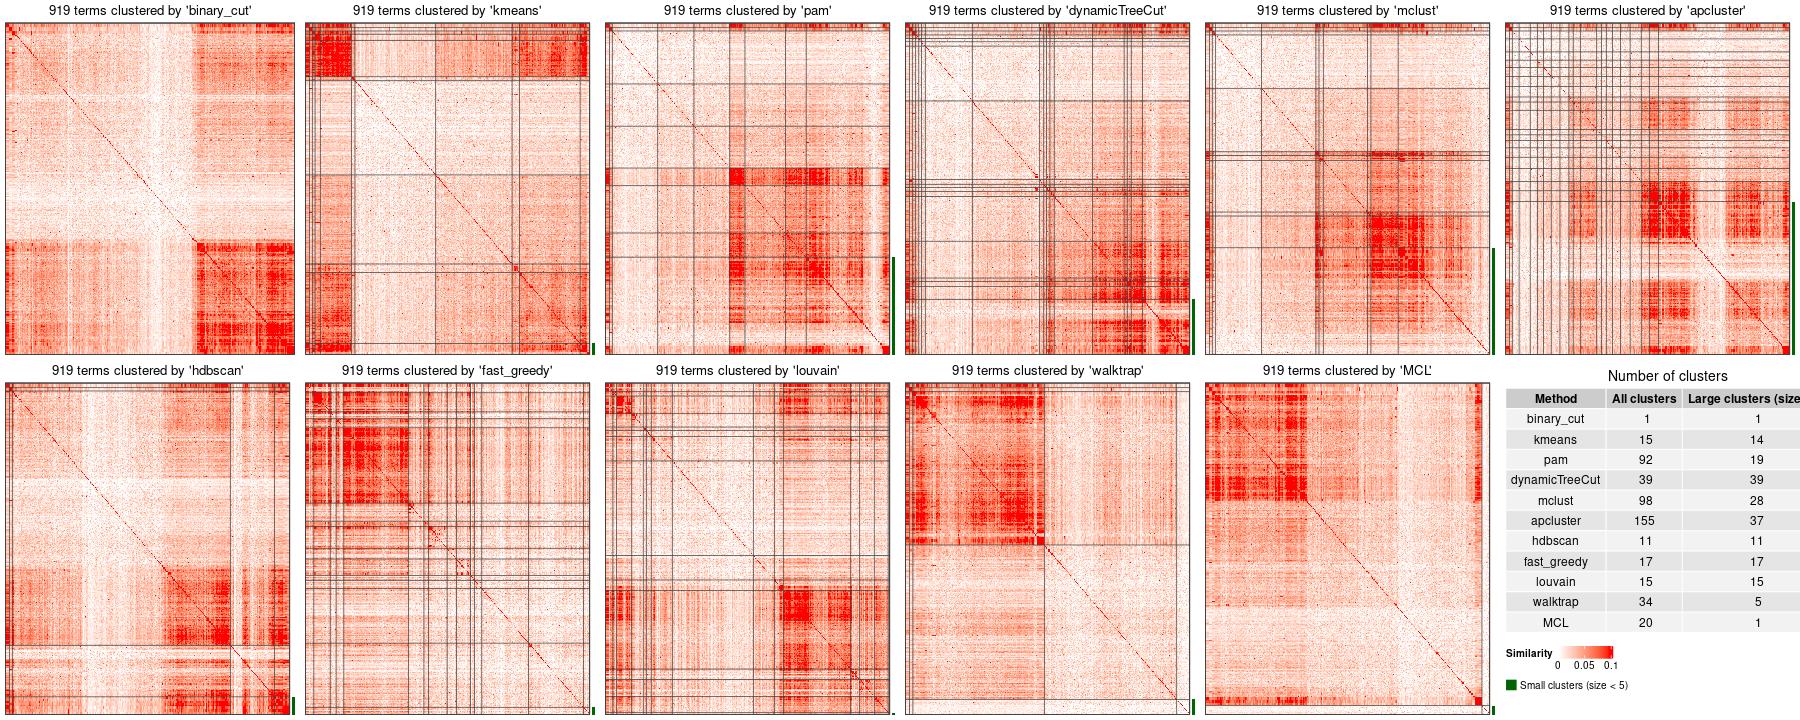 919 terms clustered by 'binary_cut'
919 terms clustered by 'kmeans'
919 terms clustered by 'pam'
919 terms clustered by 'dynamicTreeCut'
919 terms clustered by 'mclust'
919 terms clustered by 'apcluster'
919 terms clustered by 'hdbscan'
919 terms clustered by 'fast_greedy'
919 terms clustered by 'louvain'
919 terms clustered by 'walktrap'
919 terms clustered by 'MCL'
Number of clusters
Method All clusters Large clusters (size
binary_cut 1 1
kmeans 15 14
pam 92 19
dynamicTreeCut 39 39
mclust 98 28
apcluster 155 37
hdbscan 11 11
fast_greedy 17 17
louvain 15 15
walktrap 34 5
MCL 20 1
Similarity
0 0.05 0.1
Small clusters (size < 5)